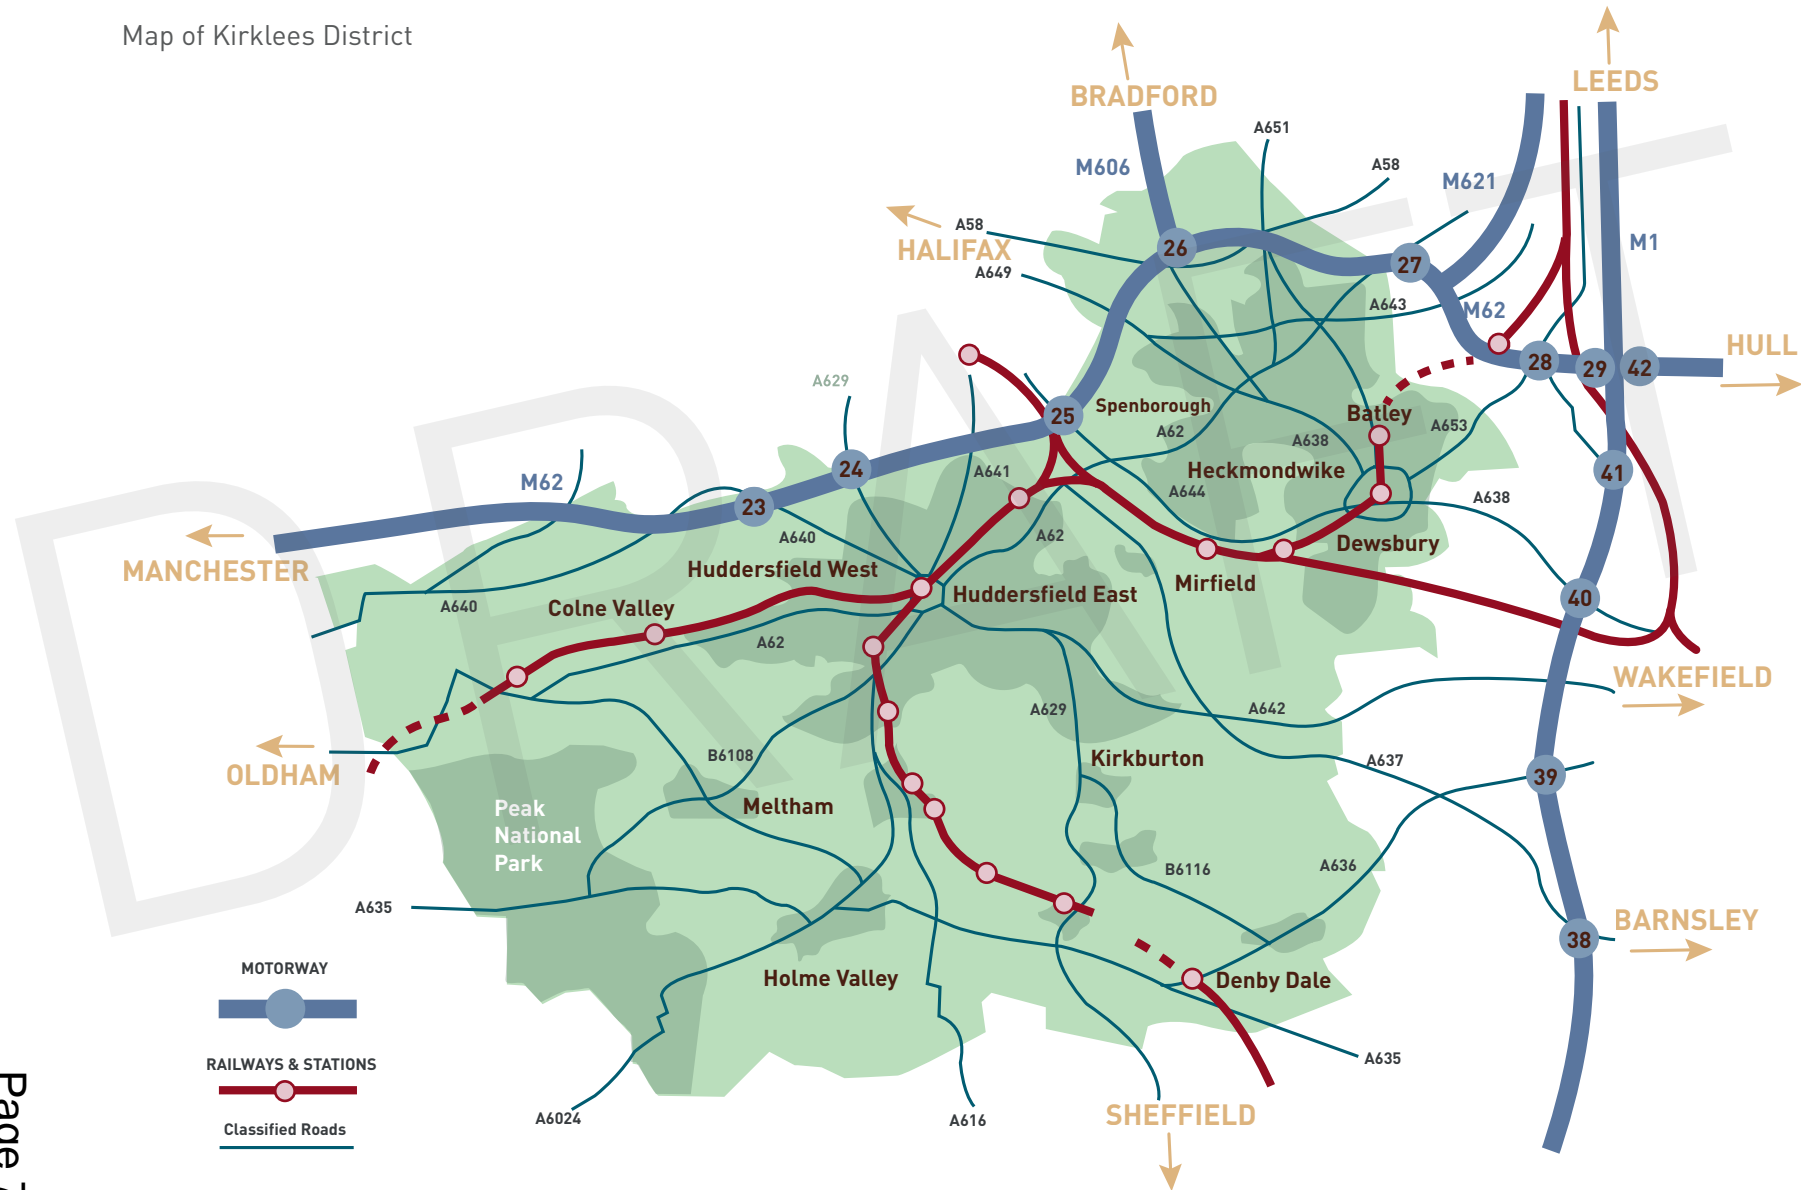 Map of Kirklees District
LEEDS
BRADFORD
A651
M606
A58
M621
A58
HALIFAX
A649
26
27
M1
A643
M62
HULL
28
29
42
A629
25
Spenborough
Batley
A62
A638
A653
24
A641
Heckmondwike
41
M62
23
A644
A638
A640
A62
Dewsbury
MANCHESTER
Huddersfield West
Mirfield
Huddersfield East
40
A640
Colne Valley
A62
WAKEFIELD
A629
A642
B6108
Kirkburton
A637
OLDHAM
39
Peak
National
Park
Meltham
A636
B6116
A635
BARNSLEY
38
MOTORWAY
Holme Valley
Denby Dale
RAILWAYS & STATIONS
A635
Classified Roads
A6024
A616
SHEFFIELD
DRAFT
Page